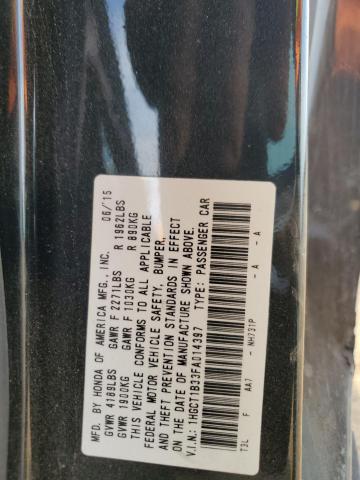 MFD. BY HONDA OF AMERICA MFG., INC. 06/'15
GVWR 4189LBS GAWR F 2271LBS R 1962LBS
GVWR 1900KG GAWR F 1030KG R 890KG
THIS VEHICLE CONFORMS TO ALL APPLICABLE
FEDERAL MOTOR VEHICLE SAFETY, BUMPER,
AND THEFT PREVENTION STANDARDS IN EFFECT
ON THE DATE OF MANUFACTURE SHOWN ABOVE.
V.I.N.: 1HGCT1B33FA014397 TYPE: PASSENGER CAR
T3L F AA7 - NH731P - A - A